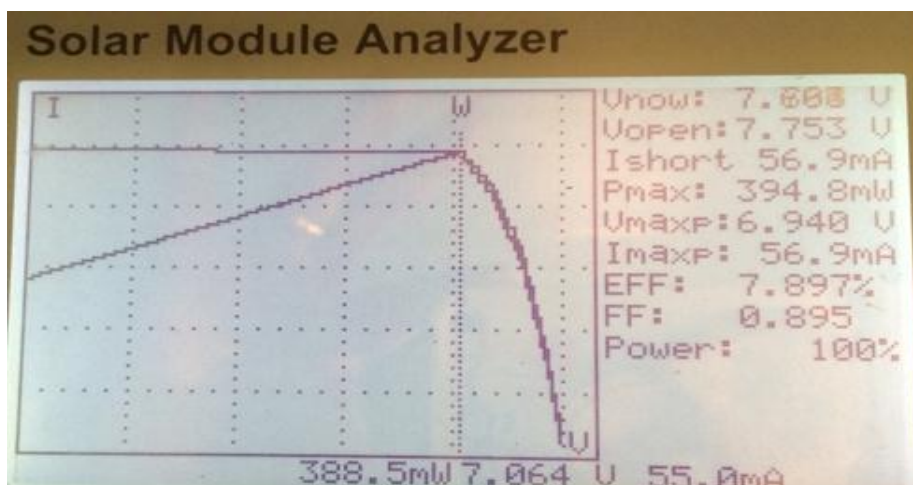 Solar Module Analyzer
I
W
V
Vnow: 7.608 V
Vopen:7.753 V
Ishort 56.9mA
Pmax: 394.8mW
Vmaxp:6.940 V
Imaxp: 56.9mA
EFF: 7.897%
FF: 0.895
Power: 100%
388.5mW 7.064 V 55.0mA